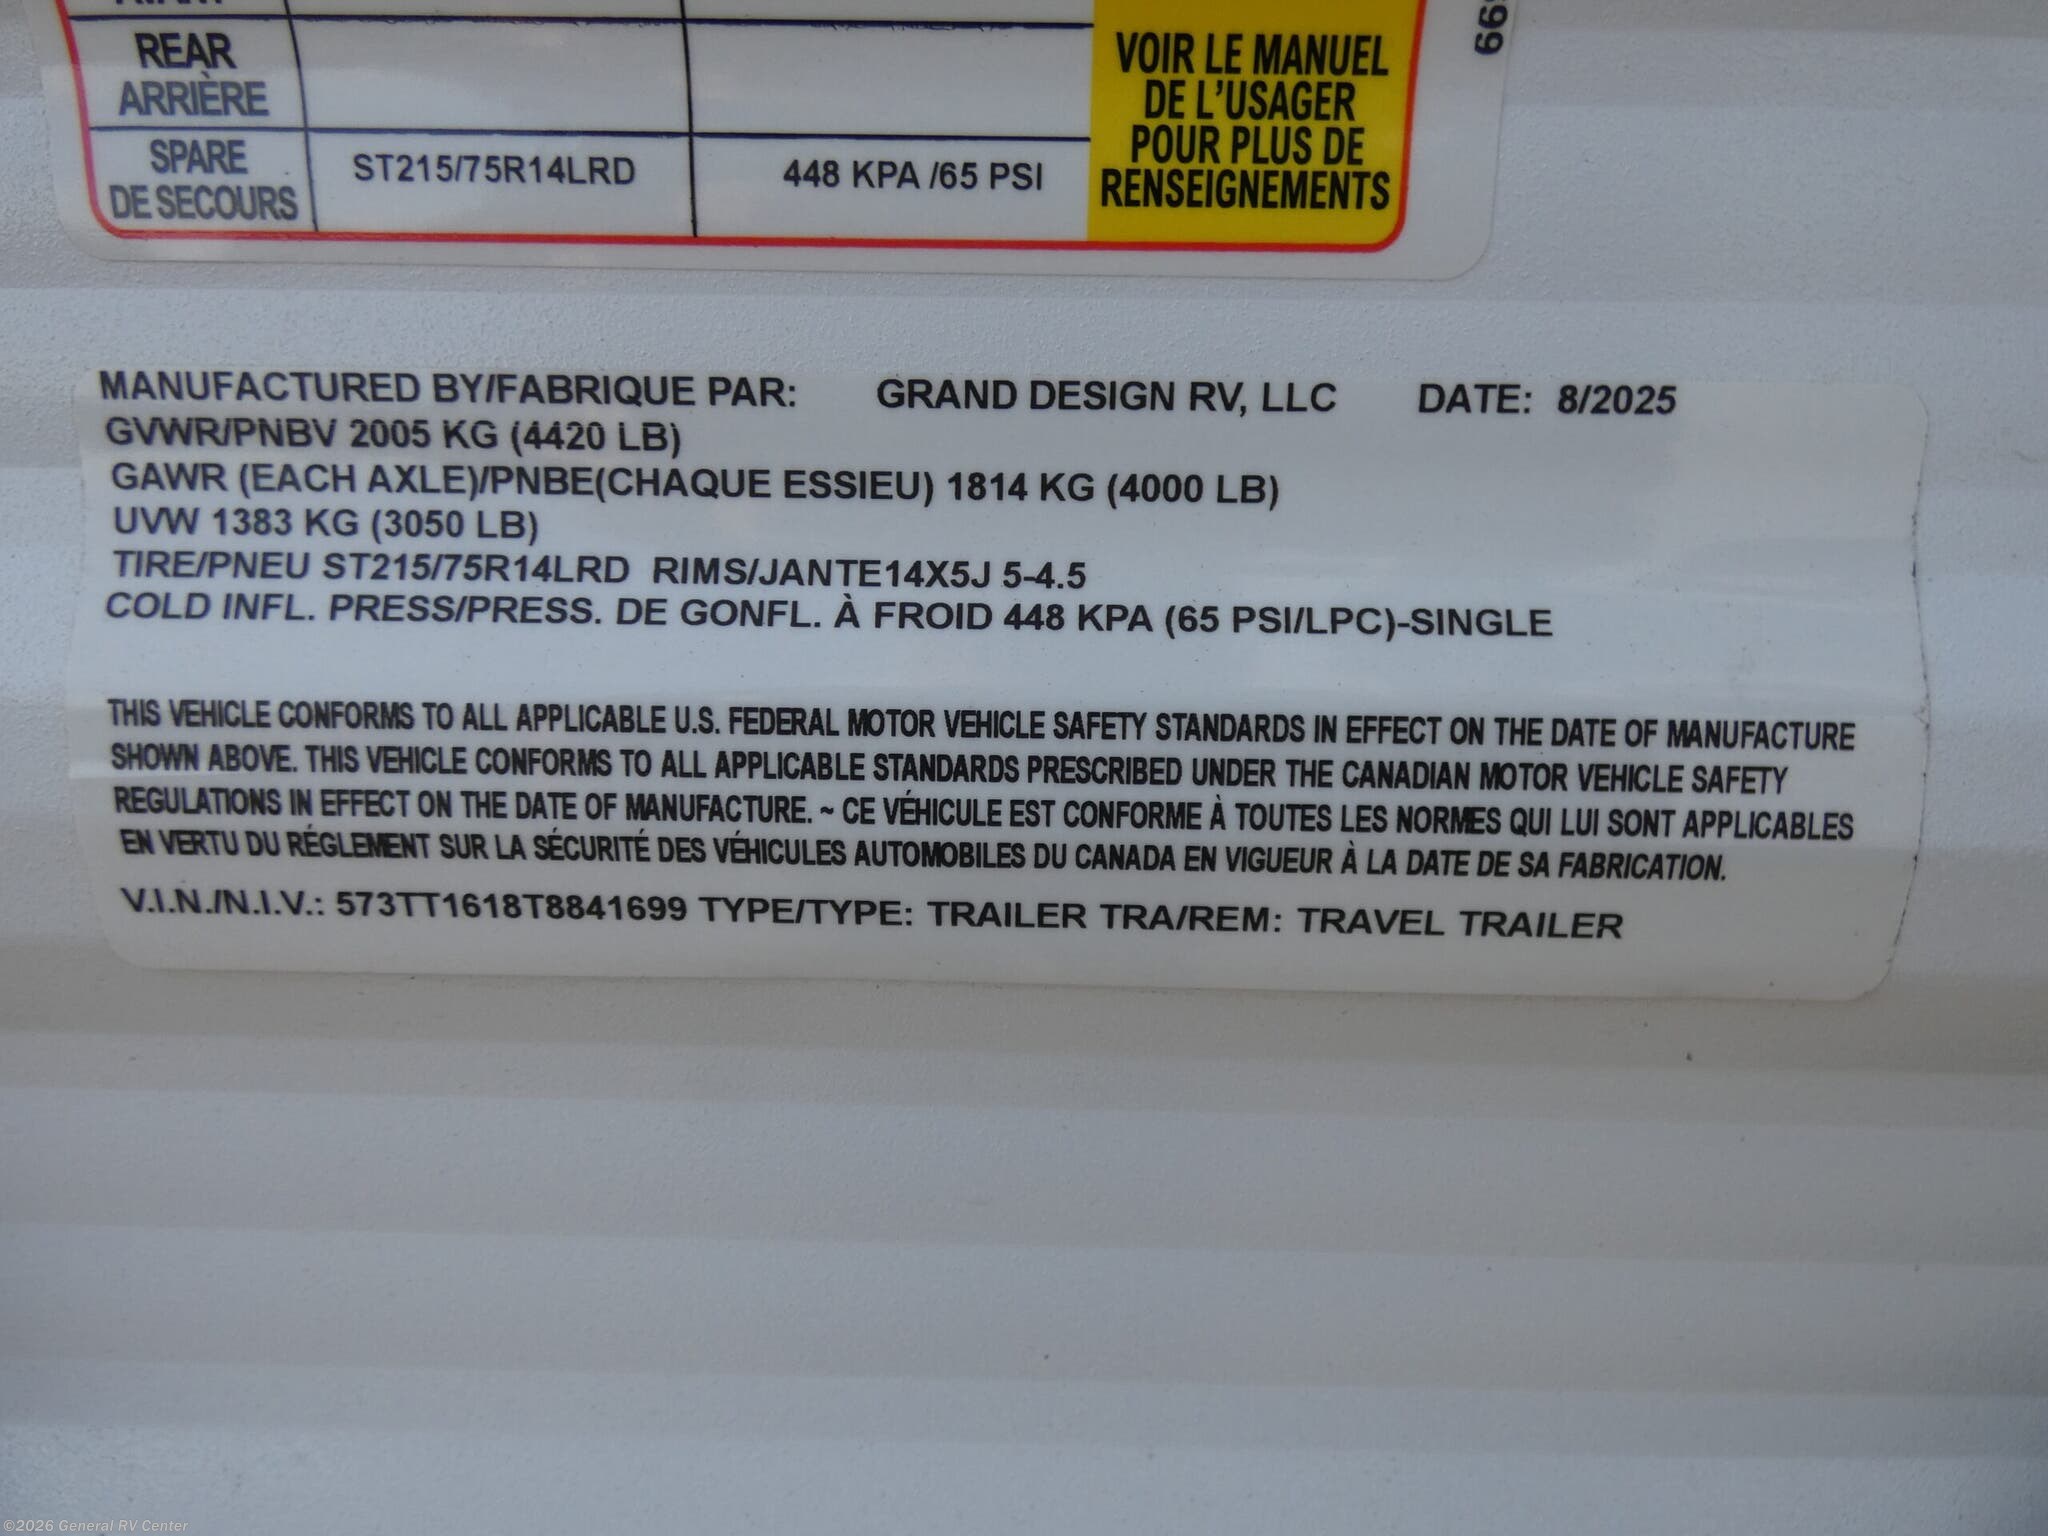 REAR
ARRIÈRE
SPARE
DE SECOURS
ST215/75R14LRD
448 KPA /65 PSI
VOIR LE MANUEL
DE L'USAGER
POUR PLUS DE
RENSEIGNEMENTS
MANUFACTURED BY/FABRIQUE PAR: GRAND DESIGN RV, LLC DATE: 8/2025
GVWR/PNBV 2005 KG (4420 LB)
GAWR (EACH AXLE)/PNBE(CHAQUE ESSIEU) 1814 KG (4000 LB)
UVW 1383 KG (3050 LB)
TIRE/PNEU ST215/75R14LRD RIMS/JANTE14X5J 5-4.5
COLD INFL. PRESS/PRESS. DE GONFL. À FROID 448 KPA (65 PSI/LPC)-SINGLE
THIS VEHICLE CONFORMS TO ALL APPLICABLE U.S. FEDERAL MOTOR VEHICLE SAFETY STANDARDS IN EFFECT ON THE DATE OF MANUFACTURE
SHOWN ABOVE. THIS VEHICLE CONFORMS TO ALL APPLICABLE STANDARDS PRESCRIBED UNDER THE CANADIAN MOTOR VEHICLE SAFETY
REGULATIONS IN EFFECT ON THE DATE OF MANUFACTURE. ~ CE VÉHICULE EST CONFORME À TOUTES LES NORMES QUI LUI SONT APPLICABLES
EN VERTU DU RÉGLEMENT SUR LA SÉCURITÉ DES VÉHICULES AUTOMOBILES DU CANADA EN VIGUEUR À LA DATE DE SA FABRICATION.
V.I.N./N.I.V.: 573TT1618T8841699 TYPE/TYPE: TRAILER TRA/REM: TRAVEL TRAILER
©2026 General RV Center